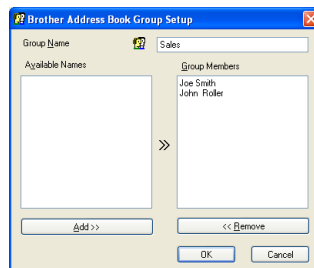 Brother Address Book Group Setup
Group Name
Sales
Available Names
Group Members
Joe Smith
John Roller
Add >>
<< Remove
OK
Cancel